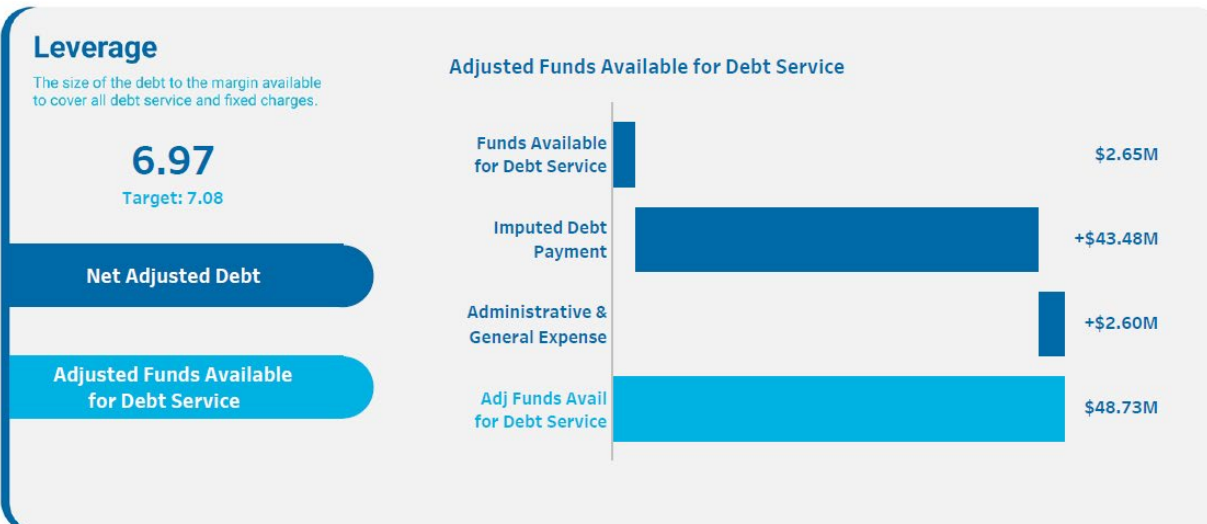 Leverage
The size of the debt to the margin available
to cover all debt service and fixed charges.
6.97
Target: 7.08
Net Adjusted Debt
Adjusted Funds Available
for Debt Service
Adjusted Funds Available for Debt Service
Funds Available
for Debt Service
$2.65M
Imputed Debt
Payment
+$43.48M
Administrative &
General Expense
+$2.60M
Adj Funds Avail
for Debt Service
$48.73M